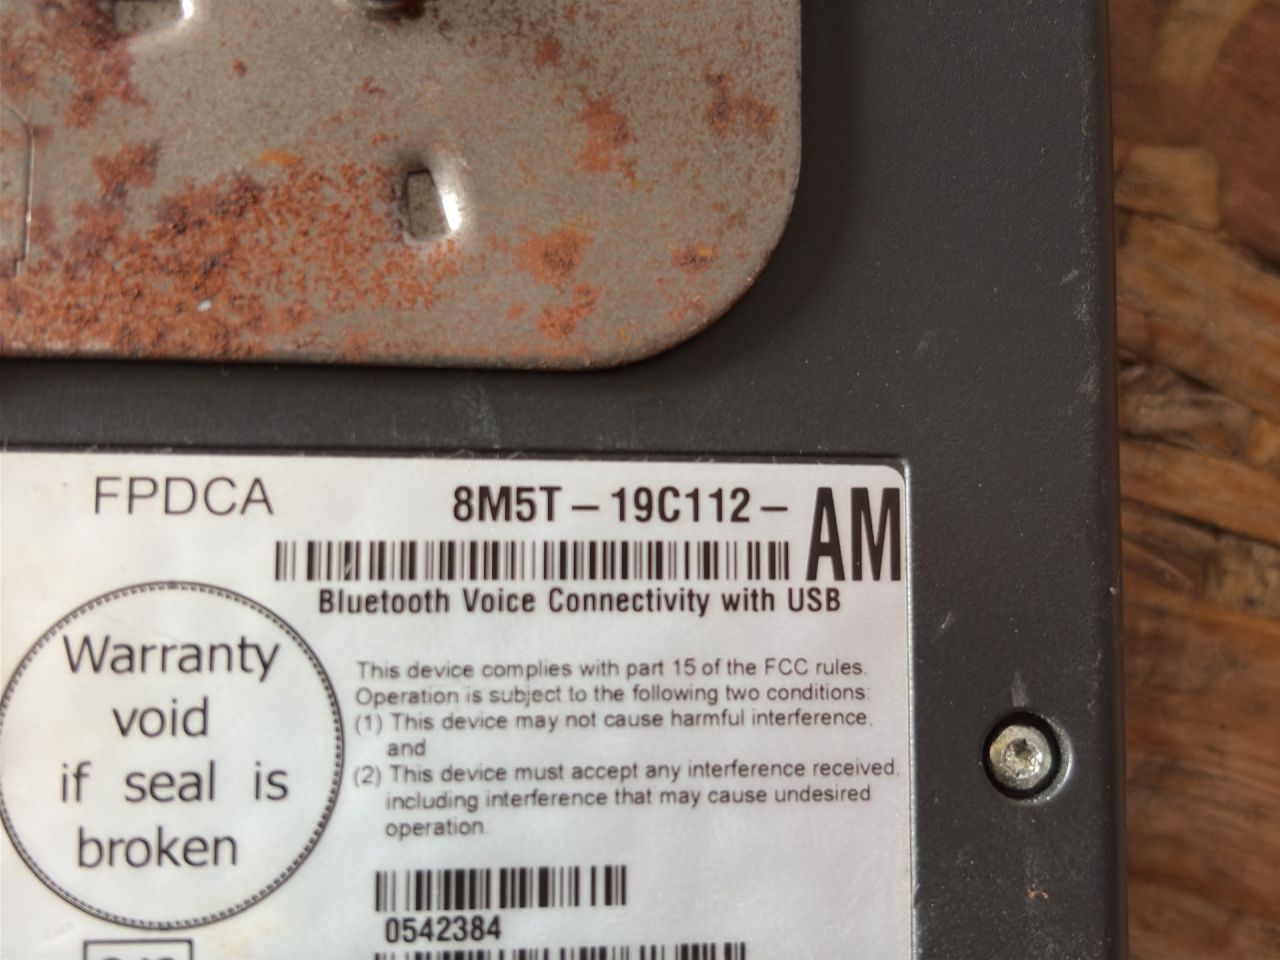 FPDCA
8M5T-19C112-AM
Bluetooth Voice Connectivity with USB
Warranty
void
if seal is
broken
This device complies with part 15 of the FCC rules.
Operation is subject to the following two conditions:
(1) This device may not cause harmful interference,
and
(2) This device must accept any interference received,
including interference that may cause undesired
operation.
0542384